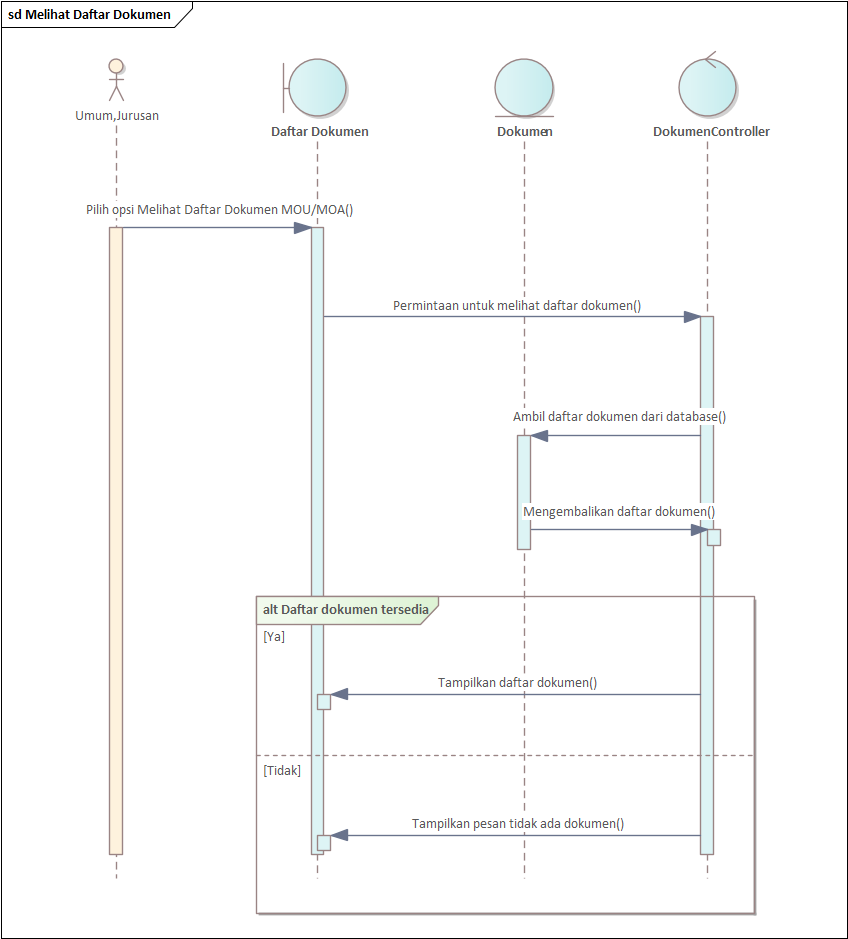 sd Melihat Daftar Dokumen
Umum,Jurusan
Daftar Dokumen
Dokumen
DokumenController
Pilih opsi Melihat Daftar Dokumen MOU/MOA()
Permintaan untuk melihat daftar dokumen()
Ambil daftar dokumen dari database()
Mengembalikan daftar dokumen()
alt Daftar dokumen tersedia
[Ya]
Tampilkan daftar dokumen()
[Tidak]
Tampilkan pesan tidak ada dokumen()